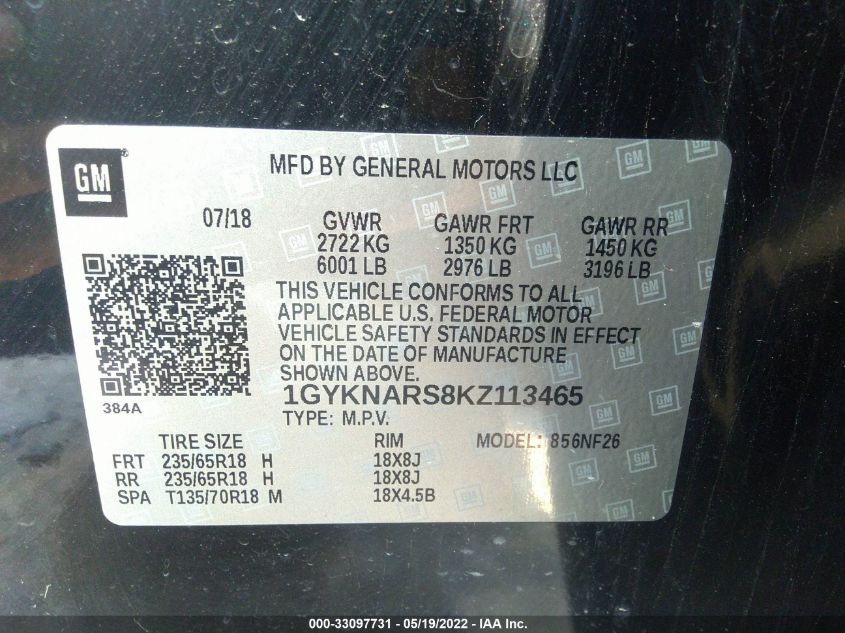 GM
MFD BY GENERAL MOTORS LLC
07/18 GVWR GAWR FRT GAWR RR
2722 KG 1350 KG 1450 KG
6001 LB 2976 LB 3196 LB
THIS VEHICLE CONFORMS TO ALL
APPLICABLE U.S. FEDERAL MOTOR
VEHICLE SAFETY STANDARDS IN EFFECT
ON THE DATE OF MANUFACTURE
SHOWN ABOVE.
384A
1GYKNARS8KZ113465
TYPE: M.P.V.
TIRE SIZE RIM MODEL: 856NF26
FRT 235/65R18 H 18X8J
RR 235/65R18 H 18X8J
SPA T135/70R18 M 18X4.5B
000-33097731 - 05/19/2022 - IAA Inc.